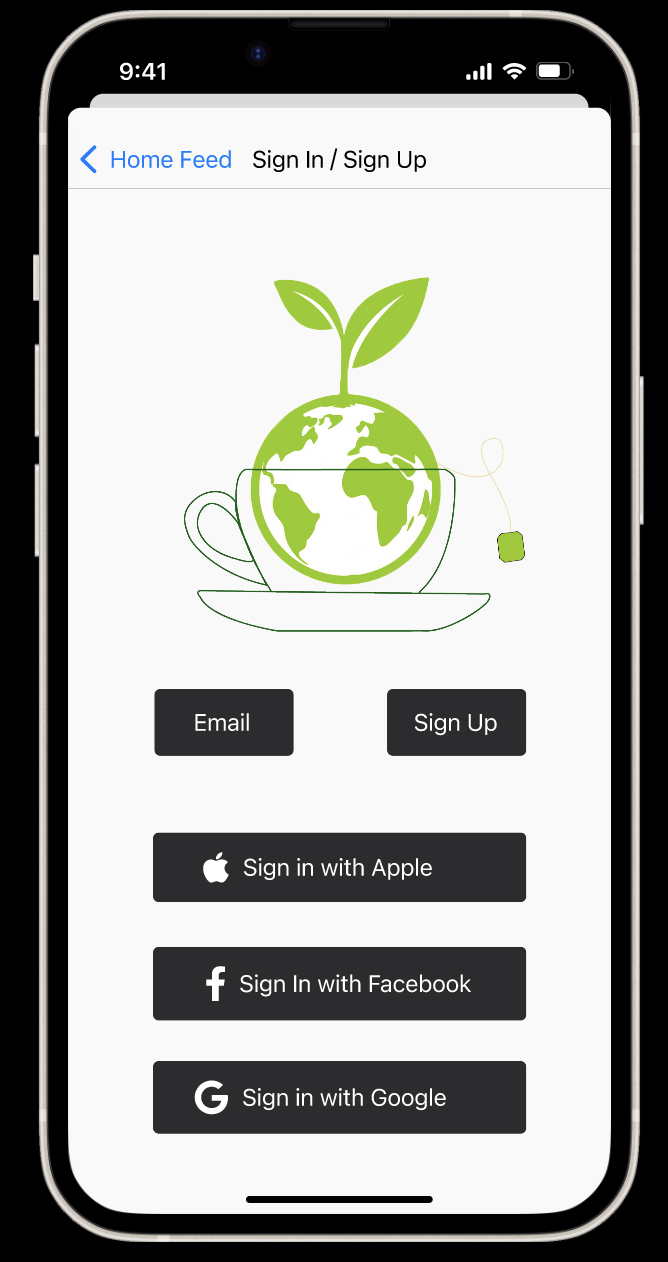 9:41
Home Feed Sign In / Sign Up
Email Sign Up
Sign in with Apple
Sign In with Facebook
Sign in with Google